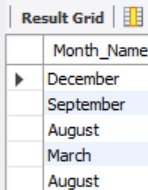 Result Grid
Month_Name
December
September
August
March
August